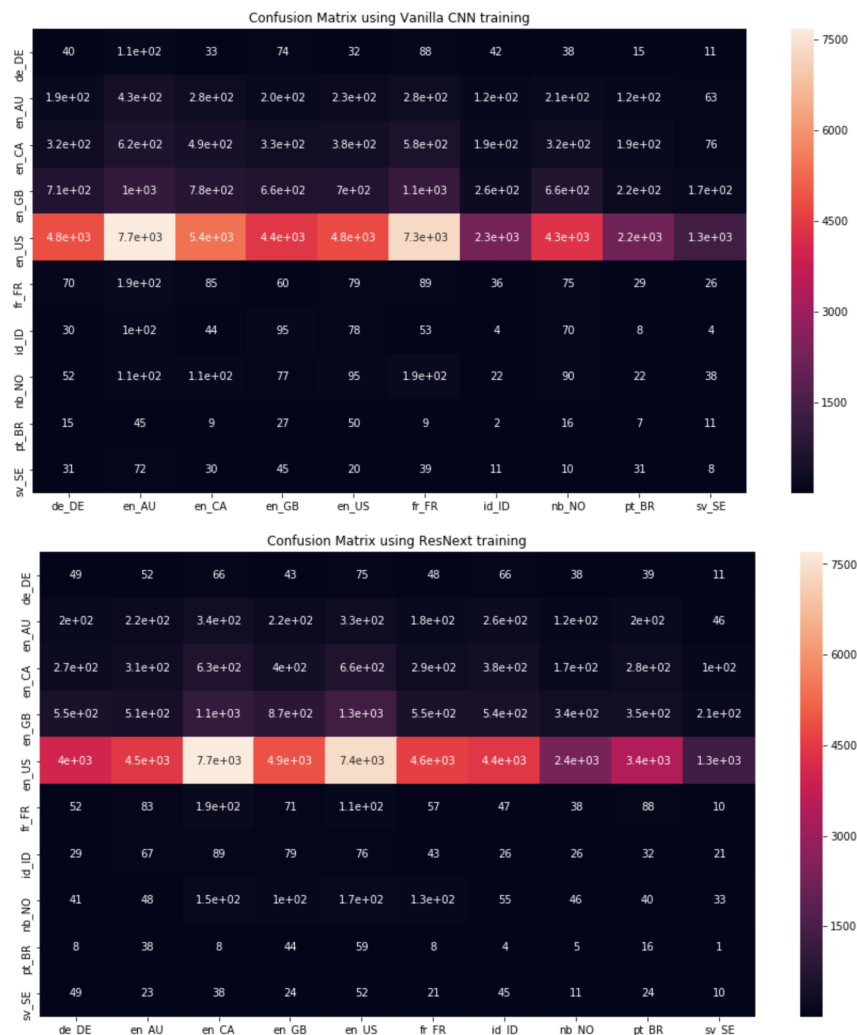 Confusion Matrix using Vanilla CNN training
de_DE 40 1.1e+02 33 74 32 88 42 38 15 11
en_AU 1.9e+02 4.3e+02 2.8e+02 2.0e+02 2.3e+02 2.8e+02 1.2e+02 2.1e+02 1.2e+02 63
en_CA 3.2e+02 6.2e+02 4.9e+02 3.3e+02 3.8e+02 5.8e+02 1.9e+02 3.2e+02 1.9e+02 76
en_GB 7.1e+02 1e+03 7.8e+02 6.6e+02 7e+02 1.1e+03 2.6e+02 6.6e+02 2.2e+02 1.7e+02
en_US 4.8e+03 7.7e+03 5.4e+03 4.4e+03 4.8e+03 7.3e+03 2.3e+03 4.3e+03 2.2e+03 1.3e+03
fr_FR 70 1.9e+02 85 60 79 89 36 75 29 26
id_ID 30 1e+02 44 95 78 53 4 70 8 4
nb_NO 52 1.1e+02 1.1e+02 77 95 1.9e+02 22 90 22 38
pt_BR 15 45 9 27 50 9 2 16 7 11
sv_SE 31 72 30 45 20 39 11 10 31 8
de_DE en_AU en_CA en_GB en_US fr_FR id_ID nb_NO pt_BR sv_SE
7500
6000
4500
3000
1500
Confusion Matrix using ResNext training
de_DE 49 52 66 43 75 48 66 38 39 11
en_AU 2e+02 2.2e+02 3.4e+02 2.2e+02 3.3e+02 1.8e+02 2.6e+02 1.2e+02 2e+02 46
en_CA 2.7e+02 3.1e+02 6.3e+02 4e+02 6.6e+02 2.9e+02 3.8e+02 1.7e+02 2.8e+02 1e+02
en_GB 5.5e+02 5.1e+02 1.1e+03 8.7e+02 1.3e+03 5.5e+02 5.4e+02 3.4e+02 3.5e+02 2.1e+02
en_US 4e+03 4.5e+03 7.7e+03 4.9e+03 7.4e+03 4.6e+03 4.4e+03 2.4e+03 3.4e+03 1.3e+03
fr_FR 52 83 1.9e+02 71 1.1e+02 57 47 38 88 10
id_ID 29 67 89 79 76 43 26 26 32 21
nb_NO 41 48 1.5e+02 1e+02 1.7e+02 1.3e+02 55 46 40 33
pt_BR 8 38 8 44 59 8 4 5 16 1
sv_SE 49 23 38 24 52 21 45 11 24 10
de_DE en_AU en_CA en_GB en_US fr_FR id_ID nb_NO pt_BR sv_SE
7500
6000
4500
3000
1500